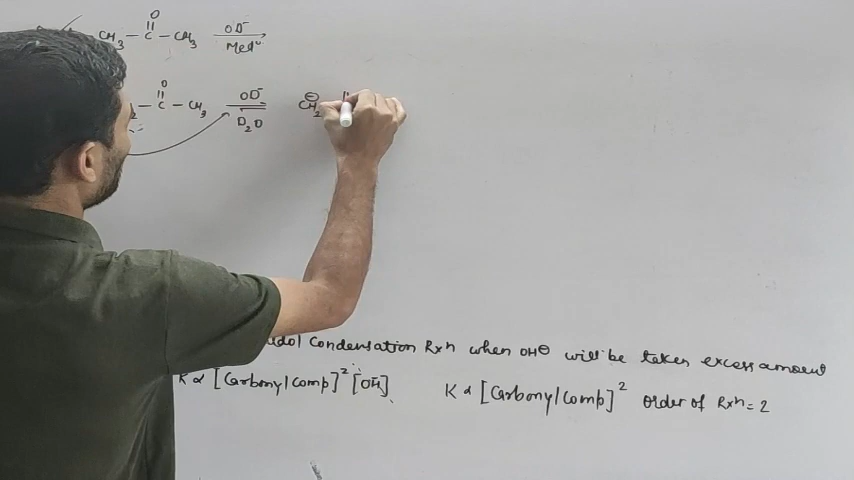 O
CH₃ – C – CH₃ OD⁻
MeOD
O
– C – CH₃ OD⁻ ⊖CH₂
D₂O
Condensation Rxⁿ when OH⊖ will be taken excess amount
K α [Carbonyl Comp]² [OH] K α [Carbonyl Comp]² order of Rxⁿ = 2